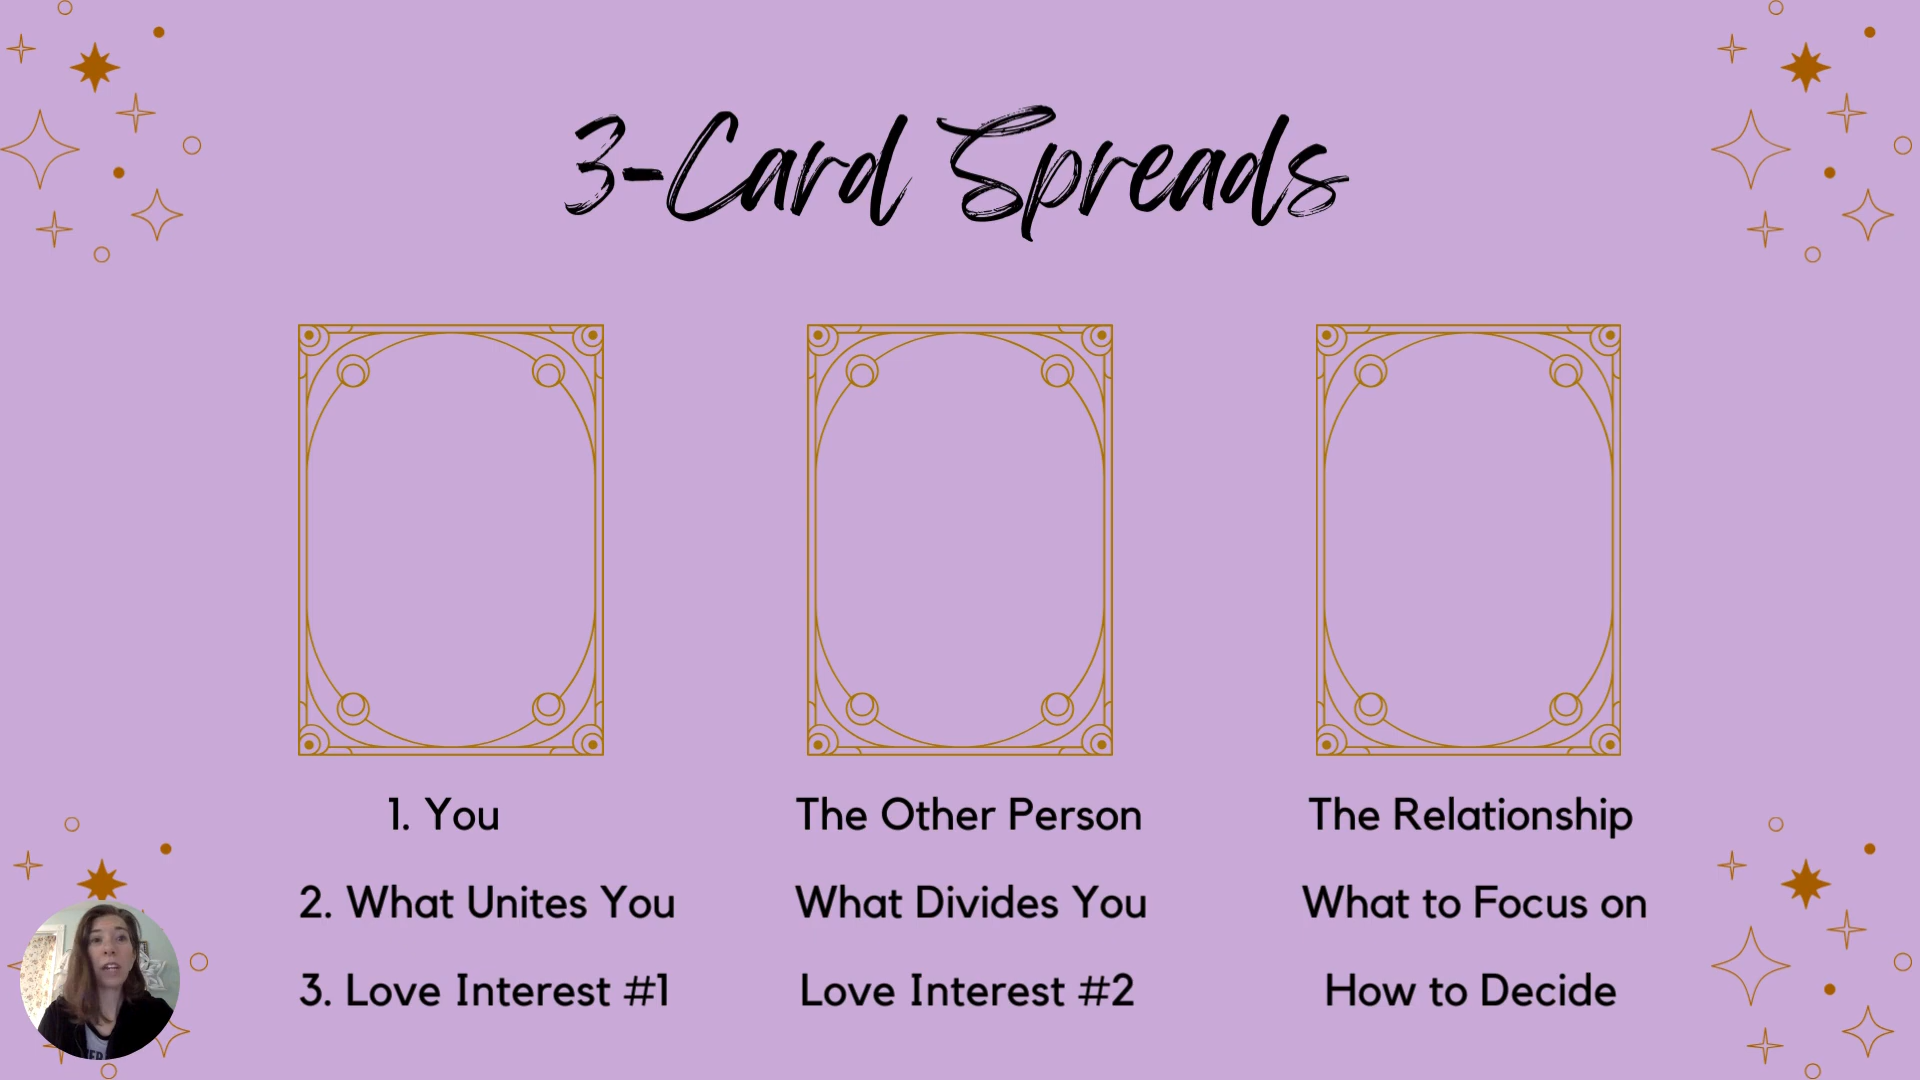 3-Card Spreads
1. You The Other Person The Relationship
2. What Unites You What Divides You What to Focus on
3. Love Interest #1 Love Interest #2 How to Decide